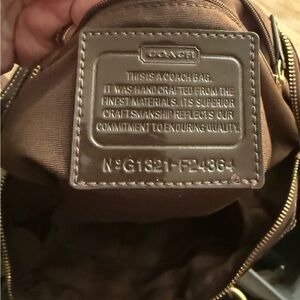 COACH
THIS IS A COACH BAG.
IT WAS HANDCRAFTED FROM THE
FINEST MATERIALS. ITS SUPERIOR
CRAFTSMANSHIP REFLECTS OUR
COMMITMENT TO ENDURING QUALITY.
Nº G1321-F24364